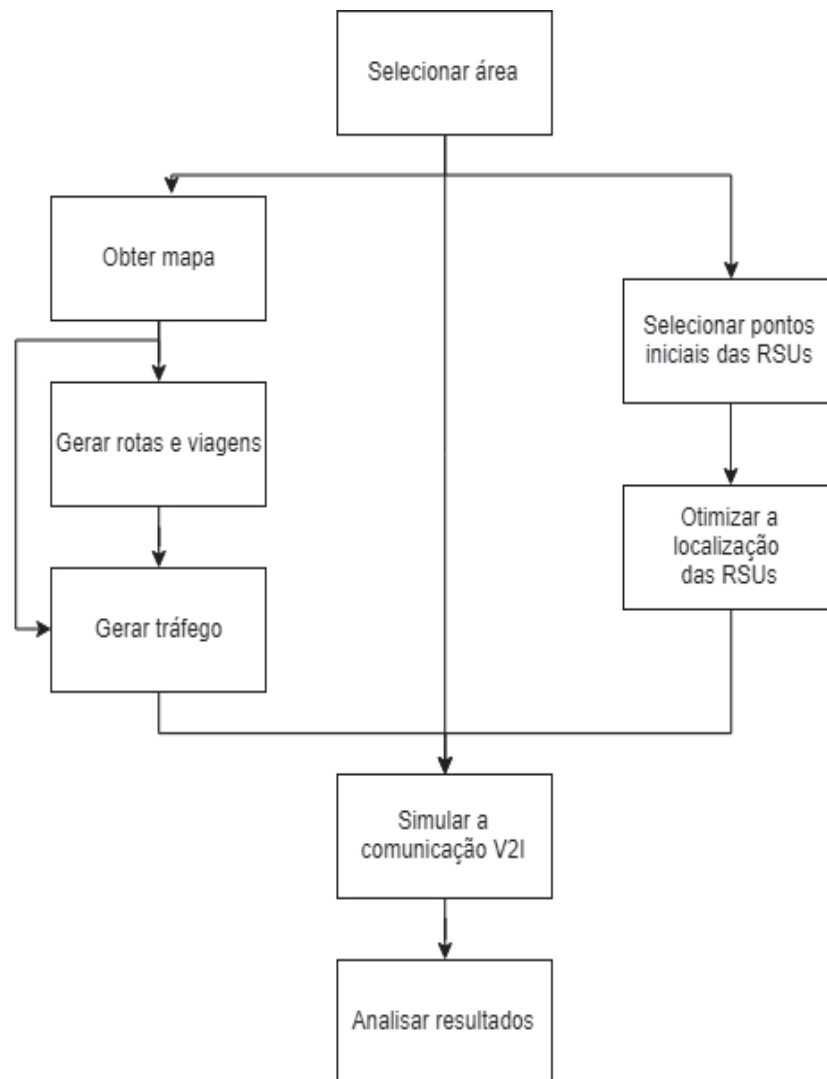 Selecionar área
Obter mapa
Selecionar pontos
iniciais das RSUs
Gerar rotas e viagens
Otimizar a
localização
das RSUs
Gerar tráfego
Simular a
comunicação V2I
Analisar resultados